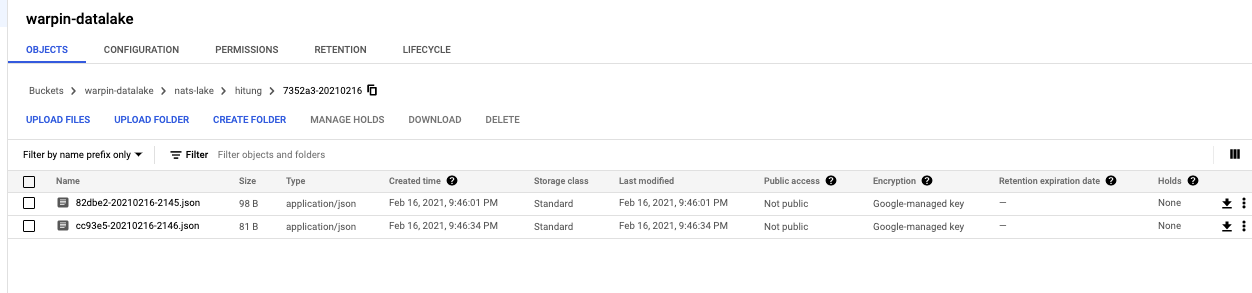 warpin-datalake
OBJECTS CONFIGURATION PERMISSIONS RETENTION LIFECYCLE
Buckets > warpin-datalake > nats-lake > hitung > 7352a3-20210216
UPLOAD FILES UPLOAD FOLDER CREATE FOLDER MANAGE HOLDS DOWNLOAD DELETE
Filter by name prefix only Filter Filter objects and folders
Name Size Type Created time Storage class Last modified Public access Encryption Retention expiration date Holds
82dbe2-20210216-2145.json 98 B application/json Feb 16, 2021, 9:46:01 PM Standard Feb 16, 2021, 9:46:01 PM Not public Google-managed key — None
cc93e5-20210216-2146.json 81 B application/json Feb 16, 2021, 9:46:34 PM Standard Feb 16, 2021, 9:46:34 PM Not public Google-managed key — None